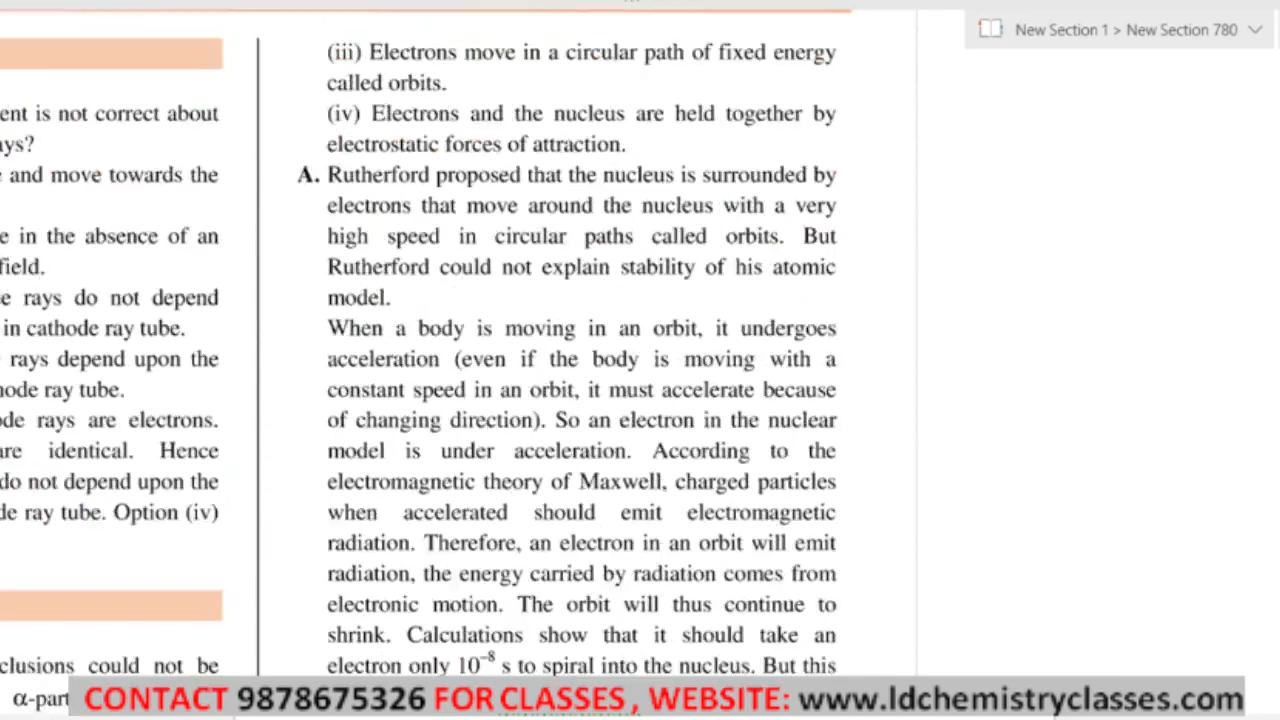 New Section 1 > New Section 780
ent is not correct about
ays?
and move towards the
e in the absence of an
field.
e rays do not depend
in cathode ray tube.
rays depend upon the
node ray tube.
ode rays are electrons.
are identical. Hence
do not depend upon the
de ray tube. Option (iv)
clusions could not be
α-part
(iii) Electrons move in a circular path of fixed energy
called orbits.
(iv) Electrons and the nucleus are held together by
electrostatic forces of attraction.
A. Rutherford proposed that the nucleus is surrounded by
electrons that move around the nucleus with a very
high speed in circular paths called orbits. But
Rutherford could not explain stability of his atomic
model.
When a body is moving in an orbit, it undergoes
acceleration (even if the body is moving with a
constant speed in an orbit, it must accelerate because
of changing direction). So an electron in the nuclear
model is under acceleration. According to the
electromagnetic theory of Maxwell, charged particles
when accelerated should emit electromagnetic
radiation. Therefore, an electron in an orbit will emit
radiation, the energy carried by radiation comes from
electronic motion. The orbit will thus continue to
shrink. Calculations show that it should take an
electron only 10⁻⁸ s to spiral into the nucleus. But this
CONTACT 9878675326 FOR CLASSES , WEBSITE: www.ldchemistryclasses.com